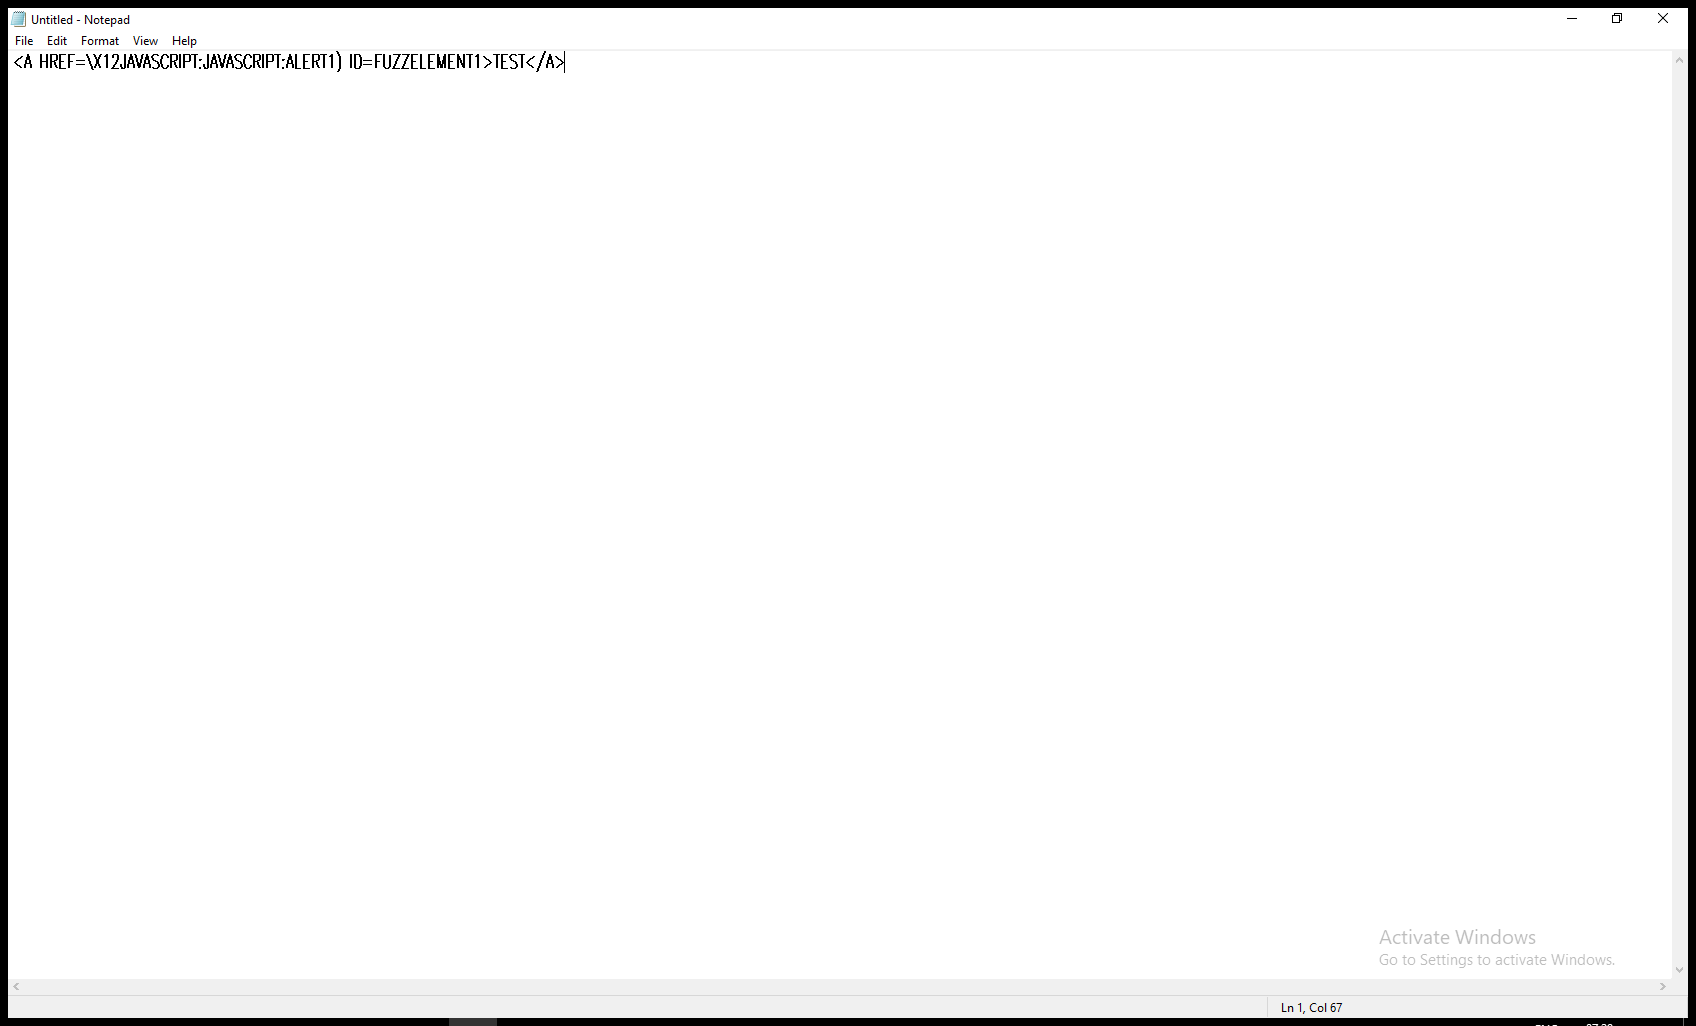 Untitled - Notepad
File Edit Format View Help
<A HREF=\X12JAVASCRIPT:JAVASCRIPT:ALERT1) ID=FUZZELEMENT1>TEST</A>
Activate Windows
Go to Settings to activate Windows.
Ln 1, Col 67